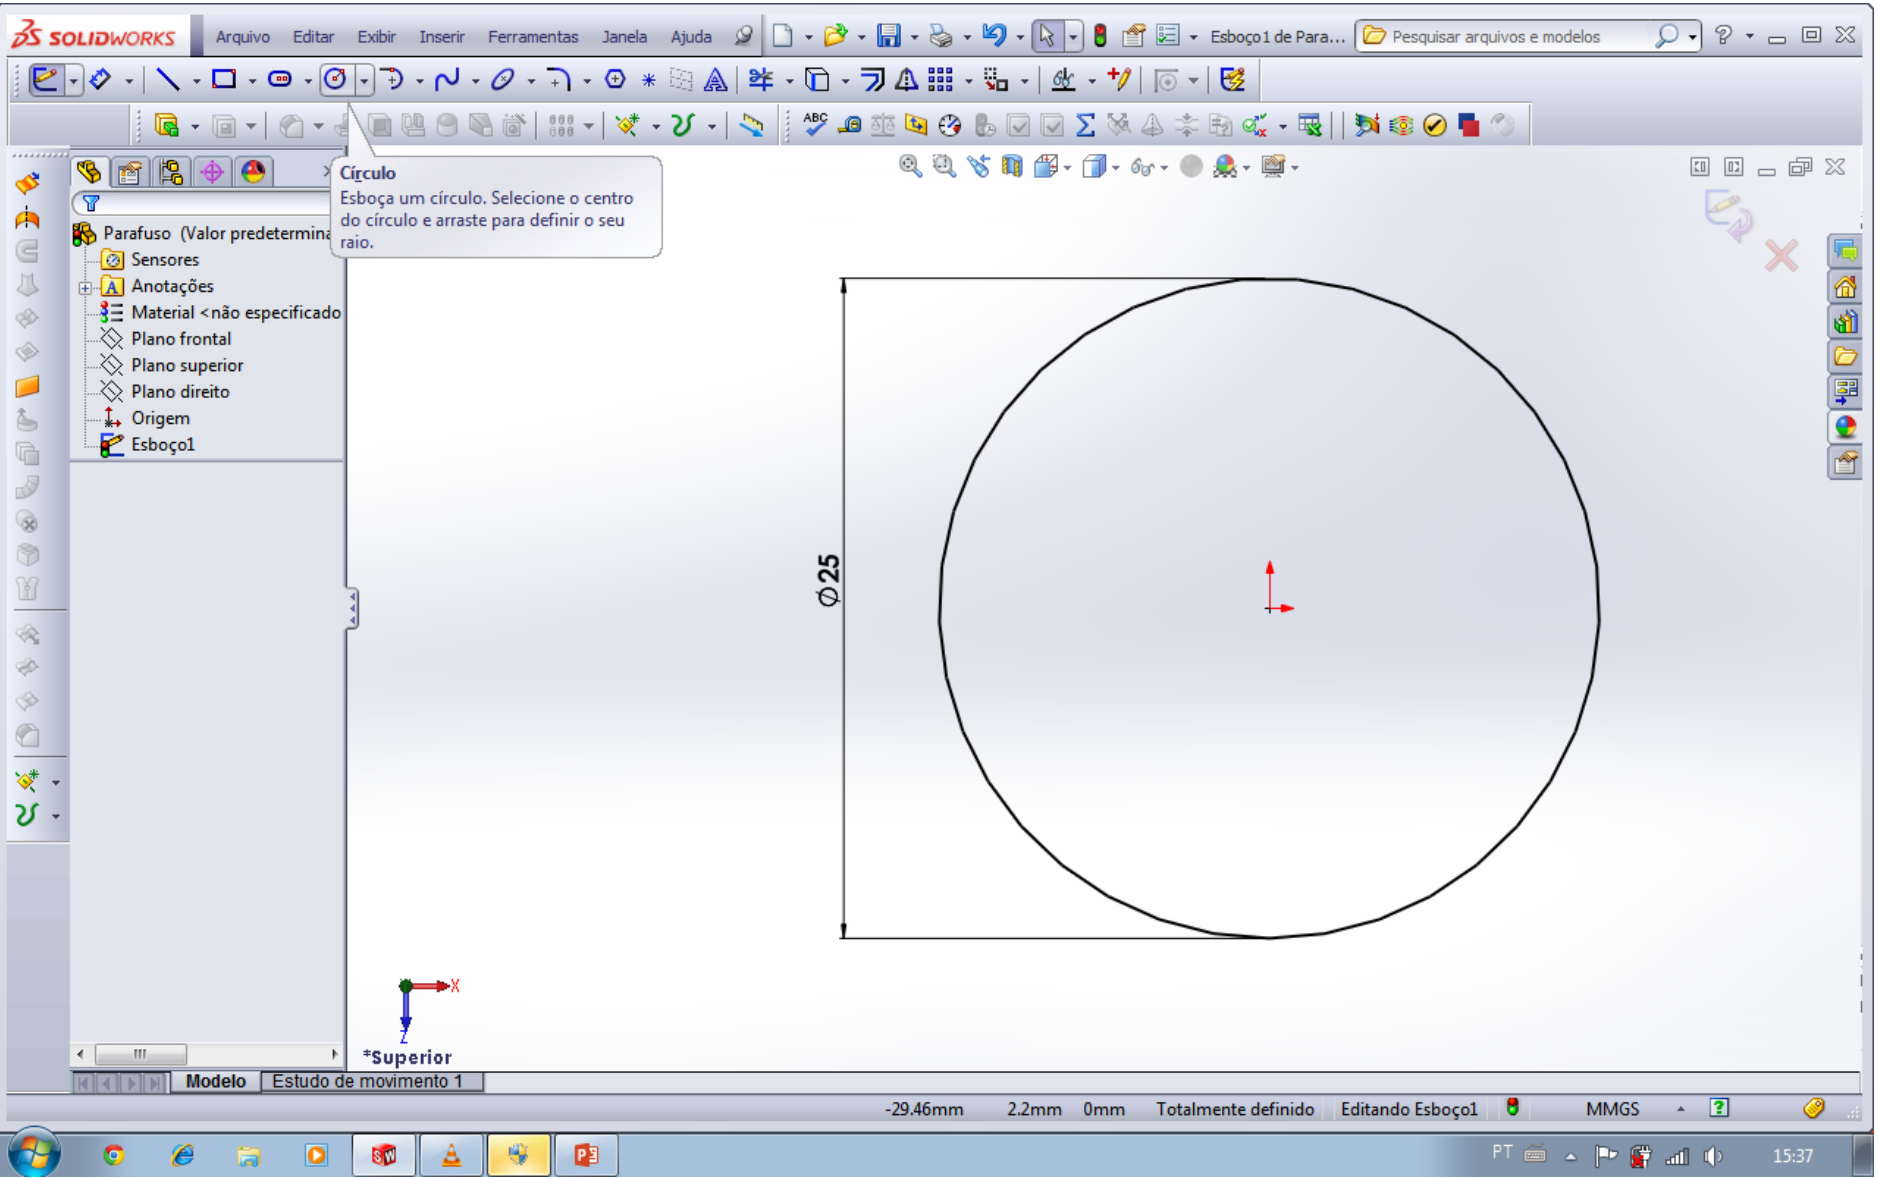 SOLIDWORKS Arquivo Editar Exibir Inserir Ferramentas Janela Ajuda Esboço1 de Para... Pesquisar arquivos e modelos ?
ABC
Círculo
Esboça um círculo. Selecione o centro
do círculo e arraste para definir o seu
raio.
Parafuso (Valor predetermina
Sensores
A Anotações
Material <não especificado
Plano frontal
Plano superior
Plano direito
Origem
Esboço1
Ø25
X
Z
*Superior
Modelo Estudo de movimento 1
-29.46mm 2.2mm 0mm Totalmente definido Editando Esboço1 MMGS ?
PT 15:37